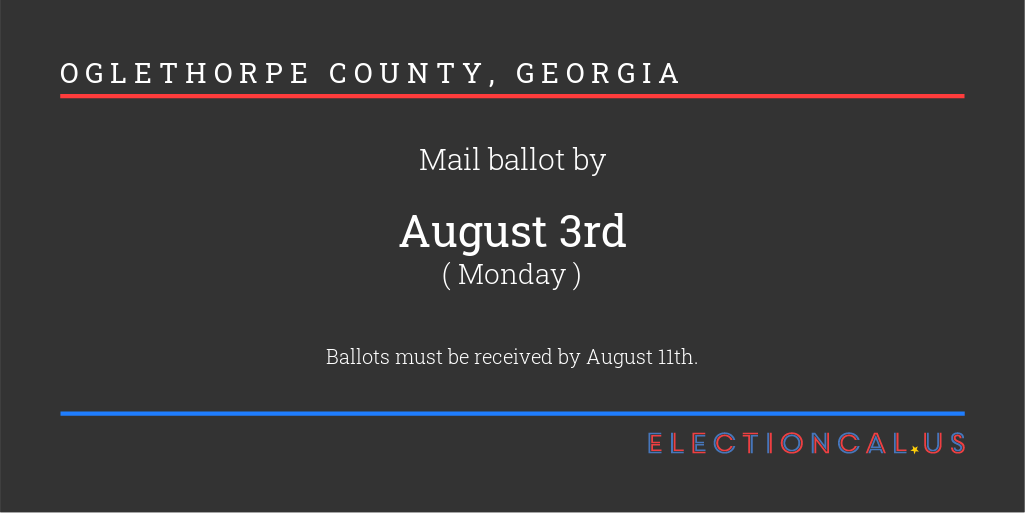 OGLETHORPE COUNTY, GEORGIA
Mail ballot by
August 3rd
( Monday )
Ballots must be received by August 11th.
ELECTIONCAL.US